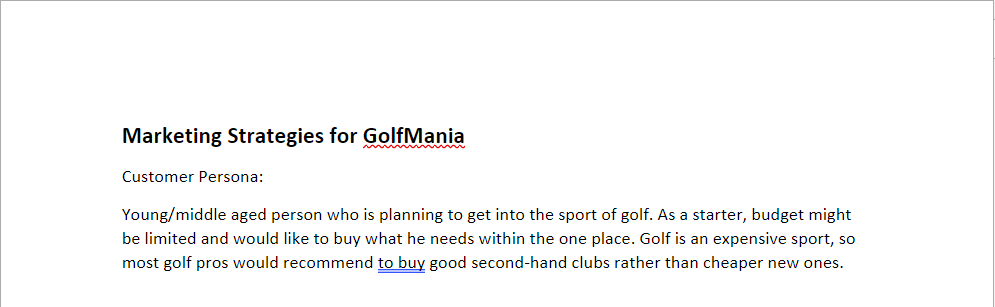 Marketing Strategies for GolfMania
Customer Persona:
Young/middle aged person who is planning to get into the sport of golf. As a starter, budget might
be limited and would like to buy what he needs within the one place. Golf is an expensive sport, so
most golf pros would recommend to buy good second-hand clubs rather than cheaper new ones.